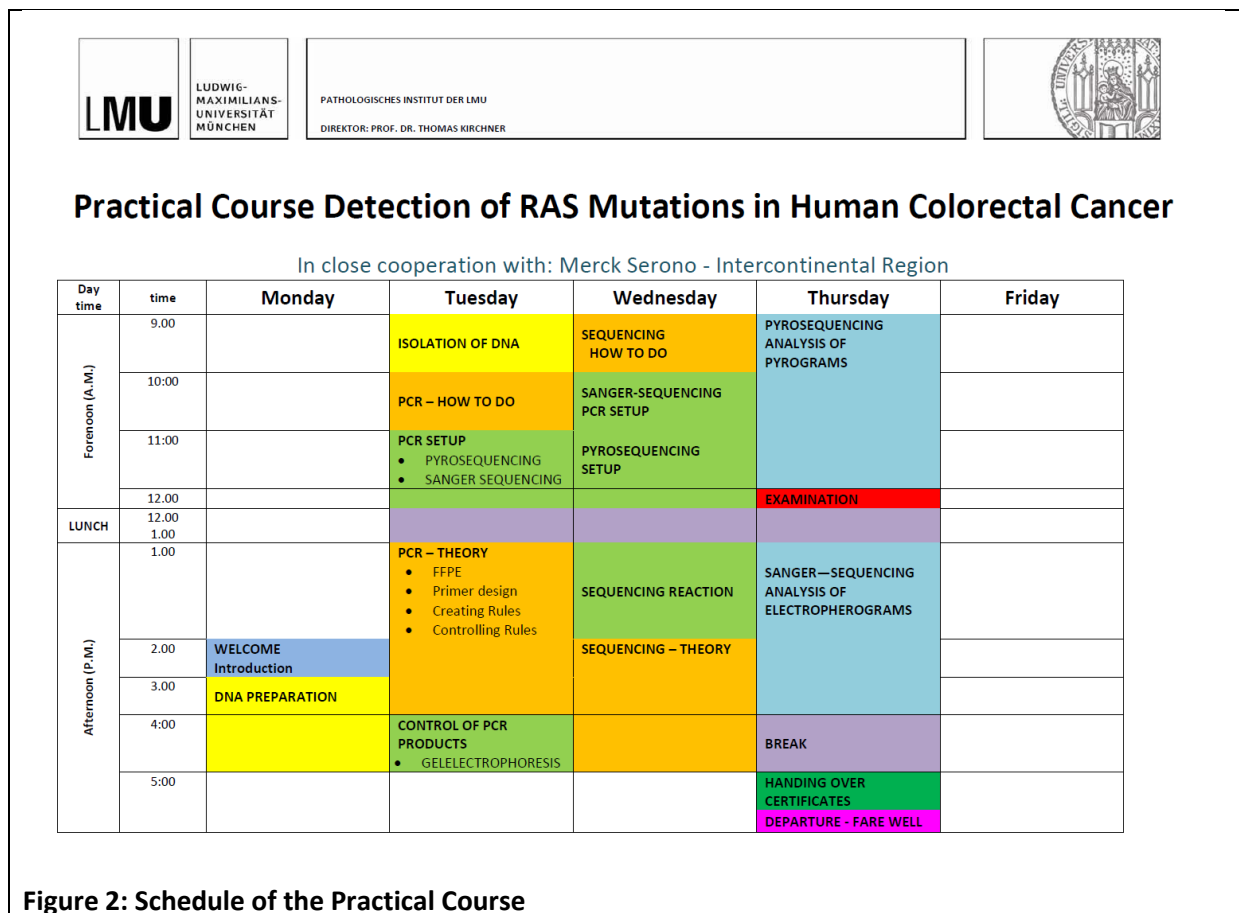 LMU
LUDWIG-
MAXIMILIANS-
UNIVERSITÄT
MÜNCHEN
PATHOLOGISCHES INSTITUT DER LMU
DIREKTOR: PROF. DR. THOMAS KIRCHNER
Practical Course Detection of RAS Mutations in Human Colorectal Cancer
In close cooperation with: Merck Serono - Intercontinental Region
Day time
time
Monday
Tuesday
Wednesday
Thursday
Friday
Forenoon (A.M.)
9.00
ISOLATION OF DNA
SEQUENCING
HOW TO DO
PYROSEQUENCING
ANALYSIS OF
PYROGRAMS
10:00
PCR – HOW TO DO
SANGER-SEQUENCING
PCR SETUP
11:00
PCR SETUP
• PYROSEQUENCING
• SANGER SEQUENCING
PYROSEQUENCING
SETUP
12.00
EXAMINATION
LUNCH
12.00
1.00
Afternoon (P.M.)
1.00
PCR – THEORY
• FFPE
• Primer design
• Creating Rules
• Controlling Rules
SEQUENCING REACTION
SANGER—SEQUENCING
ANALYSIS OF
ELECTROPHEROGRAMS
2.00
WELCOME
Introduction
SEQUENCING – THEORY
3.00
DNA PREPARATION
4:00
CONTROL OF PCR
PRODUCTS
• GELELECTROPHORESIS
BREAK
5:00
HANDING OVER
CERTIFICATES
DEPARTURE - FARE WELL
Figure 2: Schedule of the Practical Course